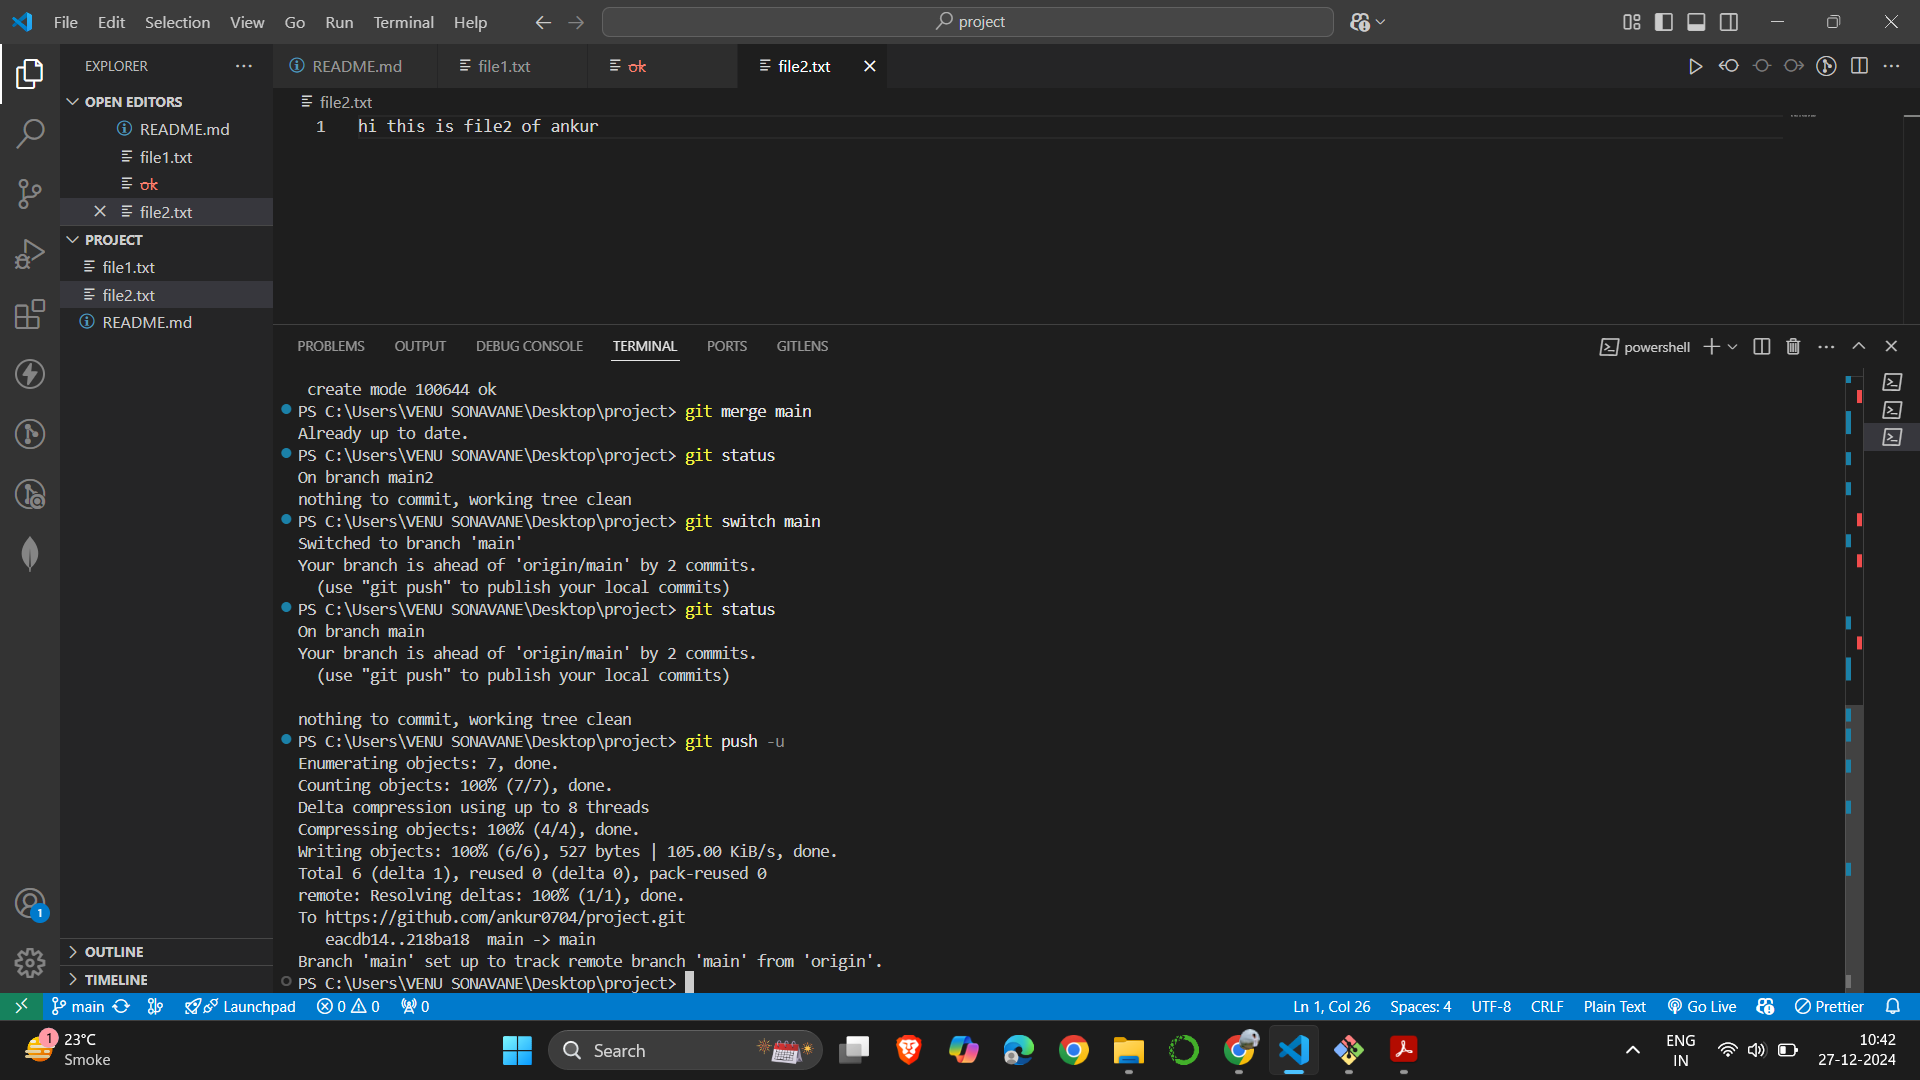 File Edit Selection View Go Run Terminal Help
project
EXPLORER
README.md
file1.txt
ok
file2.txt
OPEN EDITORS
README.md
file1.txt
ok
file2.txt
PROJECT
file1.txt
file2.txt
README.md
OUTLINE
TIMELINE
file2.txt
1 hi this is file2 of ankur
PROBLEMS OUTPUT DEBUG CONSOLE TERMINAL PORTS GITLENS
powershell
create mode 100644 ok
PS C:\Users\VENU SONAVANE\Desktop\project> git merge main
Already up to date.
PS C:\Users\VENU SONAVANE\Desktop\project> git status
On branch main2
nothing to commit, working tree clean
PS C:\Users\VENU SONAVANE\Desktop\project> git switch main
Switched to branch 'main'
Your branch is ahead of 'origin/main' by 2 commits.
(use "git push" to publish your local commits)
PS C:\Users\VENU SONAVANE\Desktop\project> git status
On branch main
Your branch is ahead of 'origin/main' by 2 commits.
(use "git push" to publish your local commits)
nothing to commit, working tree clean
PS C:\Users\VENU SONAVANE\Desktop\project> git push -u
Enumerating objects: 7, done.
Counting objects: 100% (7/7), done.
Delta compression using up to 8 threads
Compressing objects: 100% (4/4), done.
Writing objects: 100% (6/6), 527 bytes | 105.00 KiB/s, done.
Total 6 (delta 1), reused 0 (delta 0), pack-reused 0
remote: Resolving deltas: 100% (1/1), done.
To https://github.com/ankur0704/project.git
eacdb14..218ba18 main -> main
Branch 'main' set up to track remote branch 'main' from 'origin'.
PS C:\Users\VENU SONAVANE\Desktop\project>
1
main Launchpad 0 0 0
Ln 1, Col 26 Spaces: 4 UTF-8 CRLF Plain Text Go Live Prettier
1
23°C
Smoke
Search
ENG
IN
10:42
27-12-2024